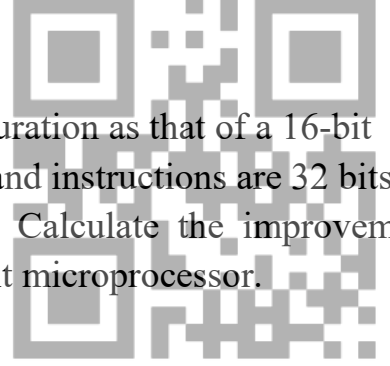 uration as that of a 16-bit
and instructions are 32 bits
Calculate the improvem
t microprocessor.